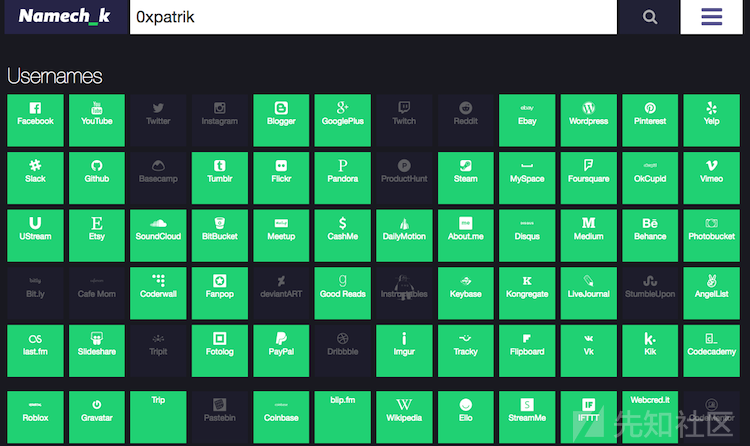 Namech_k 0xpatrik
Usernames
Facebook YouTube Twitter Instagram Blogger GooglePlus Twitch Reddit Ebay Wordpress Pinterest Yelp
Slack Github Basecamp Tumblr Flickr Pandora ProductHunt Steam MySpace Foursquare OkCupid Vimeo
UStream Etsy SoundCloud BitBucket Meetup CashMe DailyMotion About.me Disqus Medium Behance Photobucket
Bit.ly Cafe Mom Coderwall Fanpop deviantART Good Reads Instructables Keybase Kongregate LiveJournal StumbleUpon AngelList
last.fm Slideshare TripIt Fotolog PayPal Dribbble Imgur Tracky Flipboard Vk Kik Codecademy
Roblox Gravatar Trip Pastebin Coinbase blip.fm Wikipedia Ello StreamMe IFTTT Webcred.it CodeMentor
先知社区